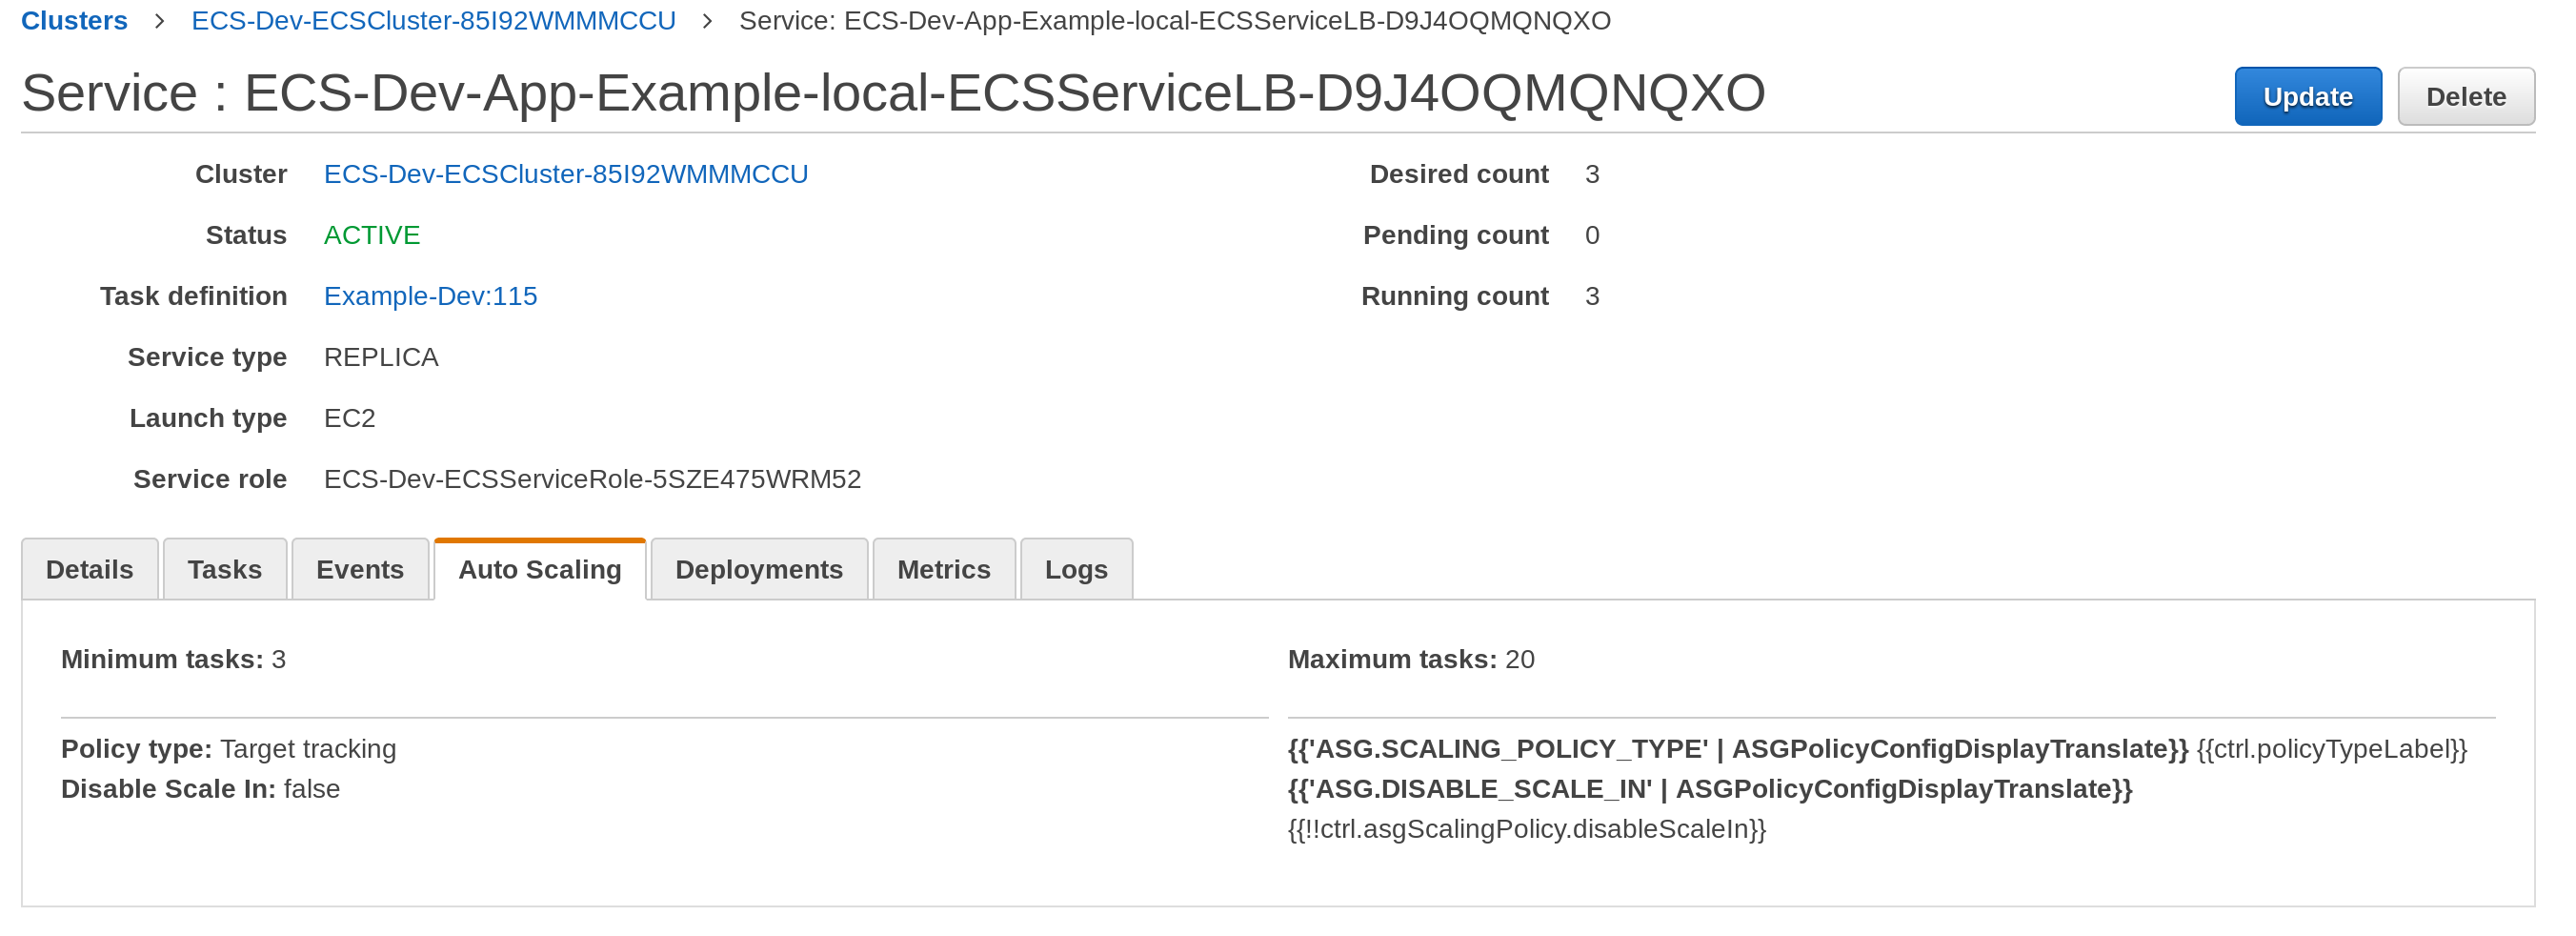 Clusters > ECS-Dev-ECSCluster-85I92WMMMCCU > Service: ECS-Dev-App-Example-local-ECSServiceLB-D9J4OQMQNQXO
Service : ECS-Dev-App-Example-local-ECSServiceLB-D9J4OQMQNQXO
Update Delete
Cluster ECS-Dev-ECSCluster-85I92WMMMCCU
Desired count 3
Status ACTIVE
Pending count 0
Task definition Example-Dev:115
Running count 3
Service type REPLICA
Launch type EC2
Service role ECS-Dev-ECSServiceRole-5SZE475WRM52
Details Tasks Events Auto Scaling Deployments Metrics Logs
Minimum tasks: 3
Maximum tasks: 20
Policy type: Target tracking
Disable Scale In: false
{{'ASG.SCALING_POLICY_TYPE' | ASGPolicyConfigDisplayTranslate}} {{ctrl.policyTypeLabel}}
{{'ASG.DISABLE_SCALE_IN' | ASGPolicyConfigDisplayTranslate}}
{{!!ctrl.asgScalingPolicy.disableScaleIn}}